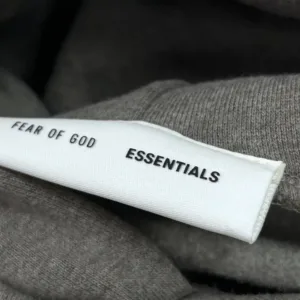 FEAR OF GOD ESSENTIALS